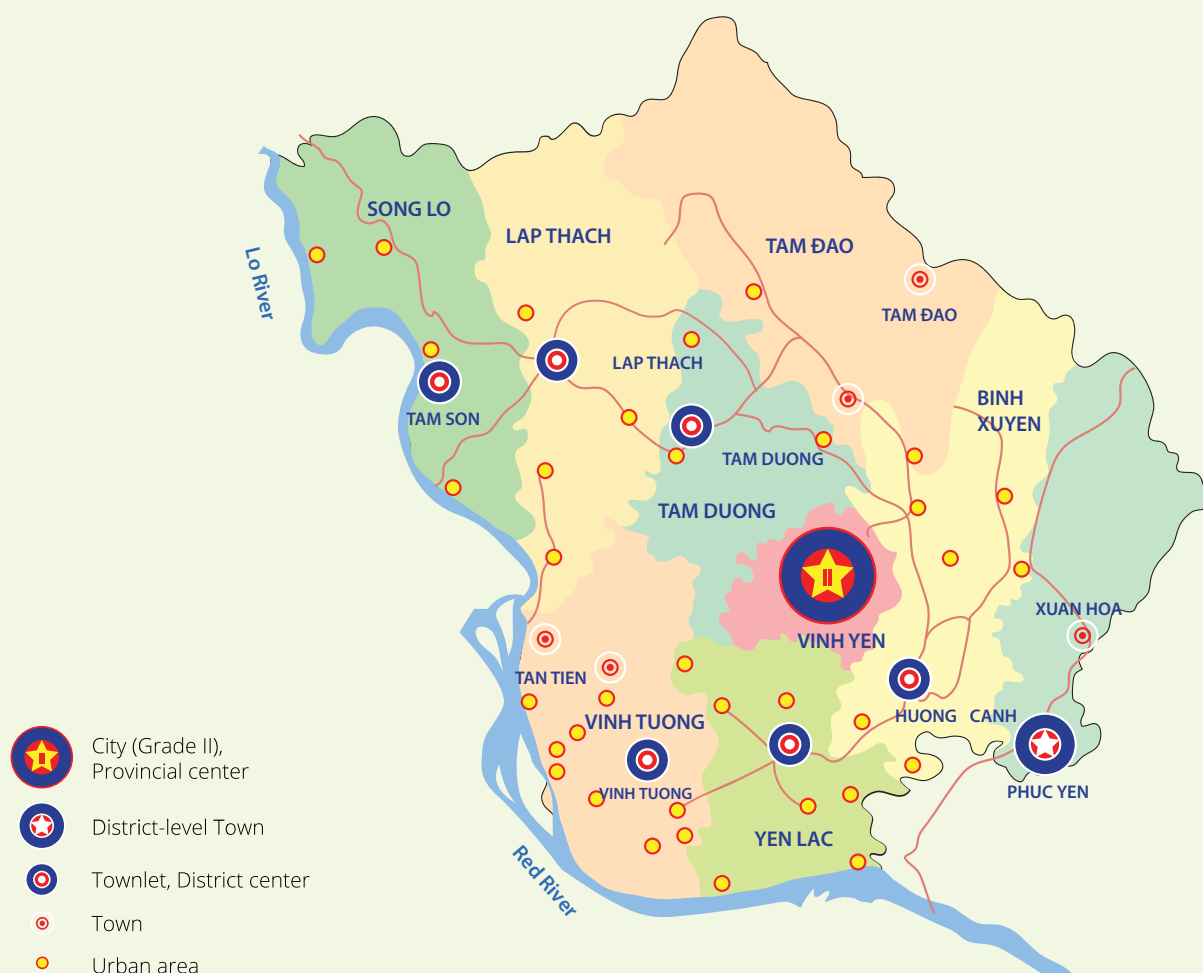 SONG LO
LAP THACH
TAM ĐAO
Lo River
TAM ĐAO
LAP THACH
BINH
XUYEN
TAM SON
TAM DUONG
TAM DUONG
II
XUAN HOA
VINH YEN
TAN TIEN
HUONG CANH
VINH TUONG
PHUC YEN
VINH TUONG
YEN LAC
Red River
II
City (Grade II),
Provincial center
District-level Town
Townlet, District center
Town
Urban area